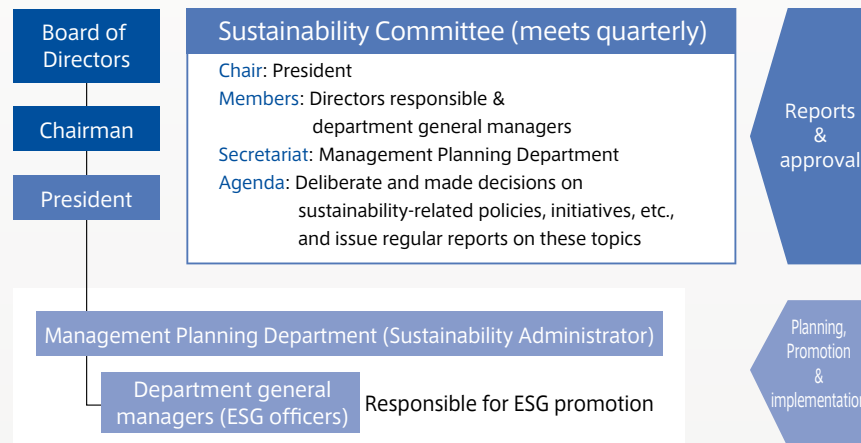 Board of
Directors
Chairman
President
Sustainability Committee (meets quarterly)
Chair: President
Members: Directors responsible &
department general managers
Secretariat: Management Planning Department
Agenda: Deliberate and made decisions on
sustainability-related policies, initiatives, etc.,
and issue regular reports on these topics
Reports
&
approval
Management Planning Department (Sustainability Administrator)
Department general
managers (ESG officers)
Responsible for ESG promotion
Planning,
Promotion
&
implementation